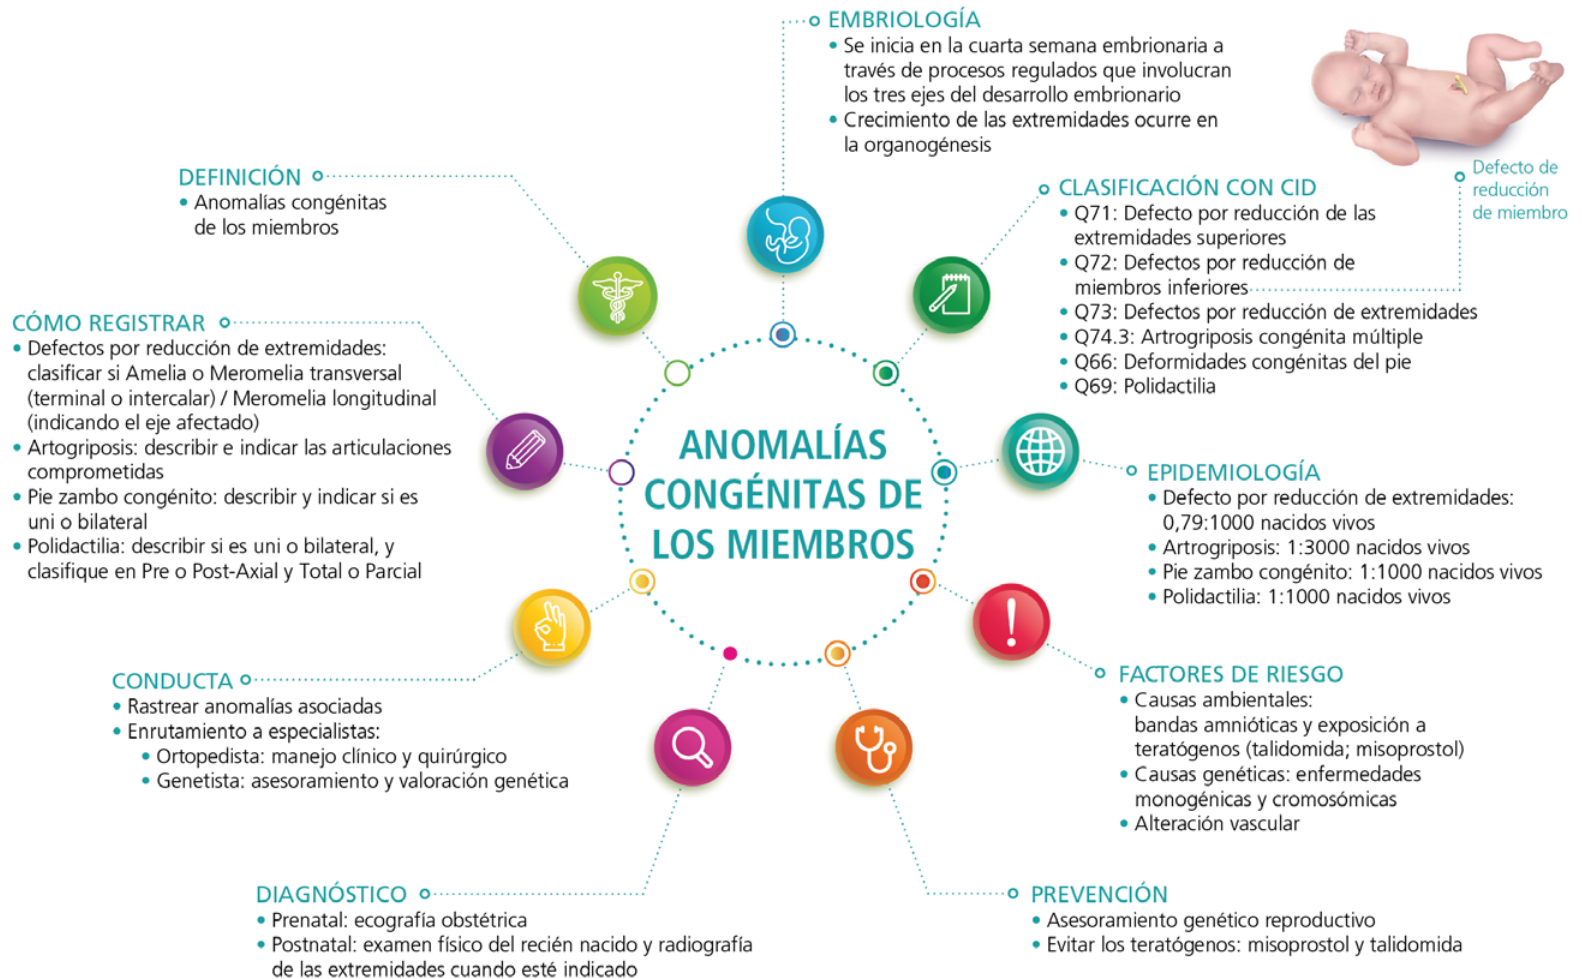 EMBRIOLOGÍA
• Se inicia en la cuarta semana embrionaria a
través de procesos regulados que involucran
los tres ejes del desarrollo embrionario
• Crecimiento de las extremidades ocurre en
la organogénesis
Defecto de
reducción
de miembro
DEFINICIÓN
• Anomalías congénitas
de los miembros
CLASIFICACIÓN CON CID
• Q71: Defecto por reducción de las
extremidades superiores
• Q72: Defectos por reducción de
miembros inferiores
• Q73: Defectos por reducción de extremidades
• Q74.3: Artrogriposis congénita múltiple
• Q66: Deformidades congénitas del pie
• Q69: Polidactilia
CÓMO REGISTRAR
• Defectos por reducción de extremidades:
clasificar si Amelia o Meromelia transversal
(terminal o intercalar) / Meromelia longitudinal
(indicando el eje afectado)
• Artogriposis: describir e indicar las articulaciones
comprometidas
• Pie zambo congénito: describir y indicar si es
uni o bilateral
• Polidactilia: describir si es uni o bilateral, y
clasifique en Pre o Post-Axial y Total o Parcial
ANOMALÍAS
CONGÉNITAS DE
LOS MIEMBROS
EPIDEMIOLOGÍA
• Defecto por reducción de extremidades:
0,79:1000 nacidos vivos
• Artrogriposis: 1:3000 nacidos vivos
• Pie zambo congénito: 1:1000 nacidos vivos
• Polidactilia: 1:1000 nacidos vivos
CONDUCTA
• Rastrear anomalías asociadas
• Enrutamiento a especialistas:
• Ortopedista: manejo clínico y quirúrgico
• Genetista: asesoramiento y valoración genética
FACTORES DE RIESGO
• Causas ambientales:
bandas amnióticas y exposición a
teratógenos (talidomida; misoprostol)
• Causas genéticas: enfermedades
monogénicas y cromosómicas
• Alteración vascular
DIAGNÓSTICO
• Prenatal: ecografía obstétrica
• Postnatal: examen físico del recién nacido y radiografía
de las extremidades cuando esté indicado
PREVENCIÓN
• Asesoramiento genético reproductivo
• Evitar los teratógenos: misoprostol y talidomida